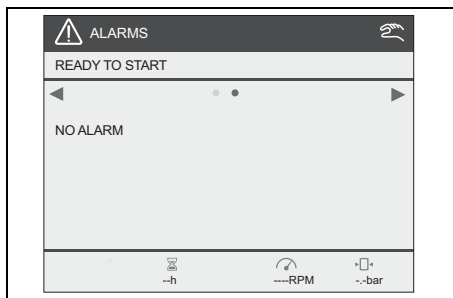 ALARMS
READY TO START
NO ALARM
--h
----RPM
-.-bar